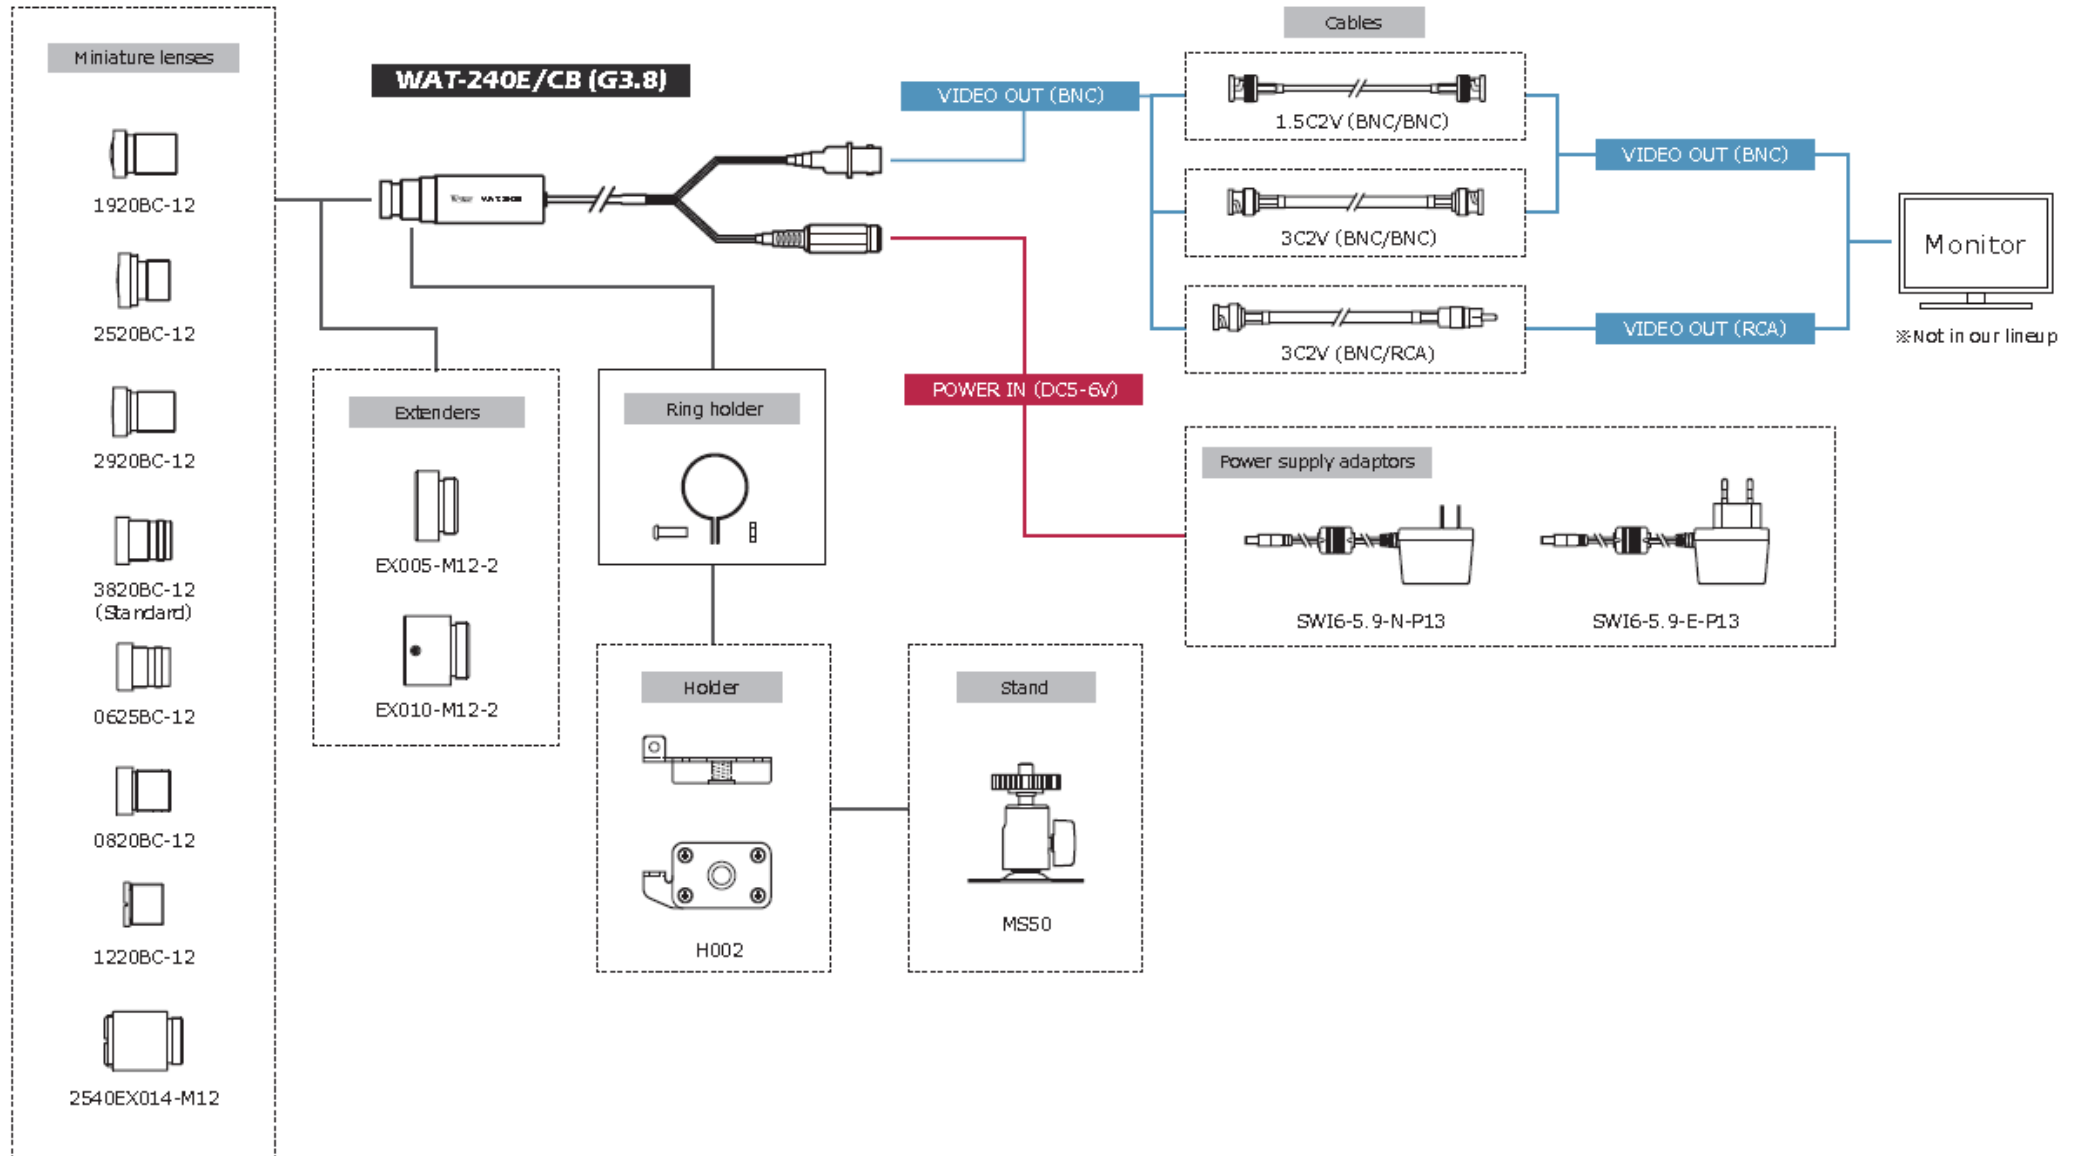 Miniature lenses
1920BC-12
2520BC-12
2920BC-12
3820BC-12
(Standard)
0625BC-12
0820BC-12
1220BC-12
2540EX014-M12
WAT-240E/CB (G3.8)
Extenders
EX005-M12-2
EX010-M12-2
Ring holder
Holder
H002
Stand
MS50
VIDEO OUT (BNC)
POWER IN (DC5-6V)
Cables
1.5C2V (BNC/BNC)
3C2V (BNC/BNC)
3C2V (BNC/RCA)
VIDEO OUT (BNC)
VIDEO OUT (RCA)
Monitor
※Not in our lineup
Power supply adaptors
SWI6-5.9-N-P13
SWI6-5.9-E-P13